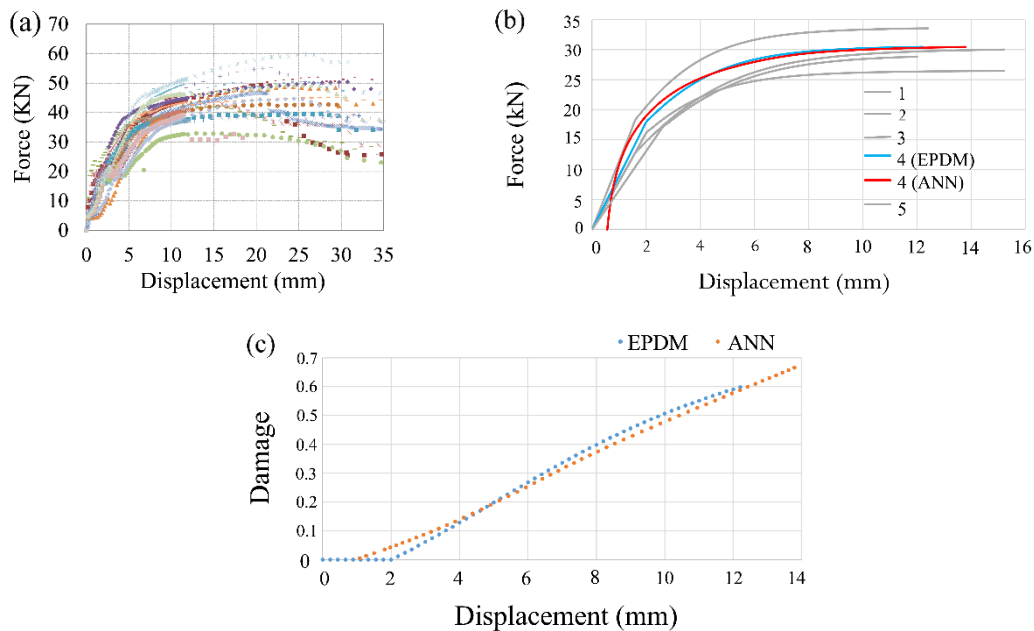 (a)
Force (KN)
70
60
50
40
30
20
10
0
0 5 10 15 20 25 30 35
Displacement (mm)
(b)
Force (kN)
35
30
25
20
15
10
5
0
1
2
3
4 (EPDM)
4 (ANN)
5
0 2 4 6 8 10 12 14 16
Displacement (mm)
(c)
EPDM ANN
Damage
0.7
0.6
0.5
0.4
0.3
0.2
0.1
0
0 2 4 6 8 10 12 14
Displacement (mm)